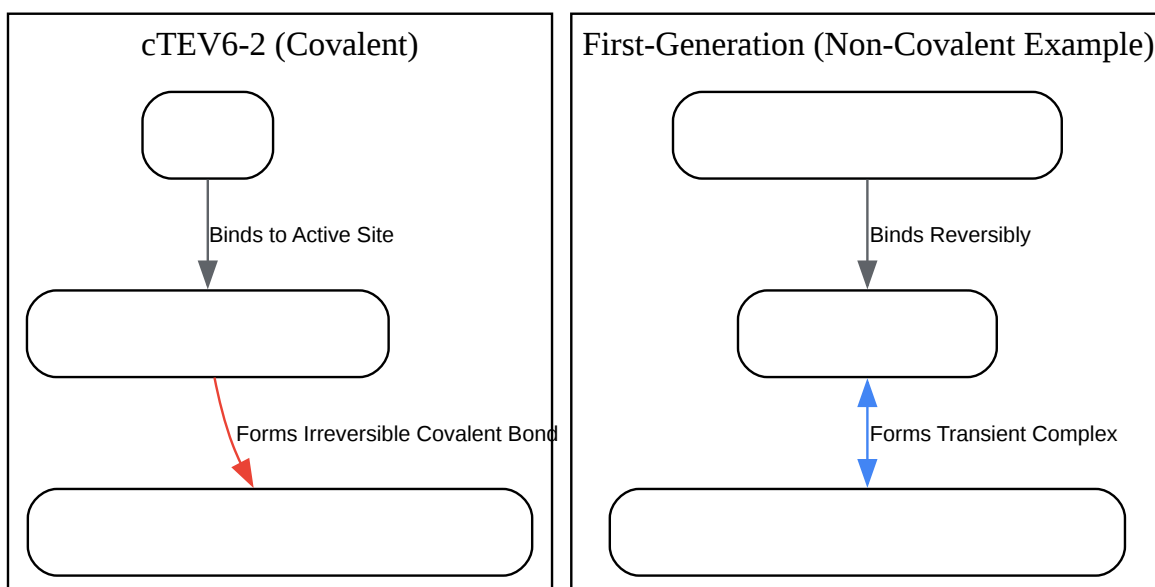 cTEV6-2 (Covalent)
Binds to Active Site
Forms Irreversible Covalent Bond
First-Generation (Non-Covalent Example)
Binds Reversibly
Forms Transient Complex